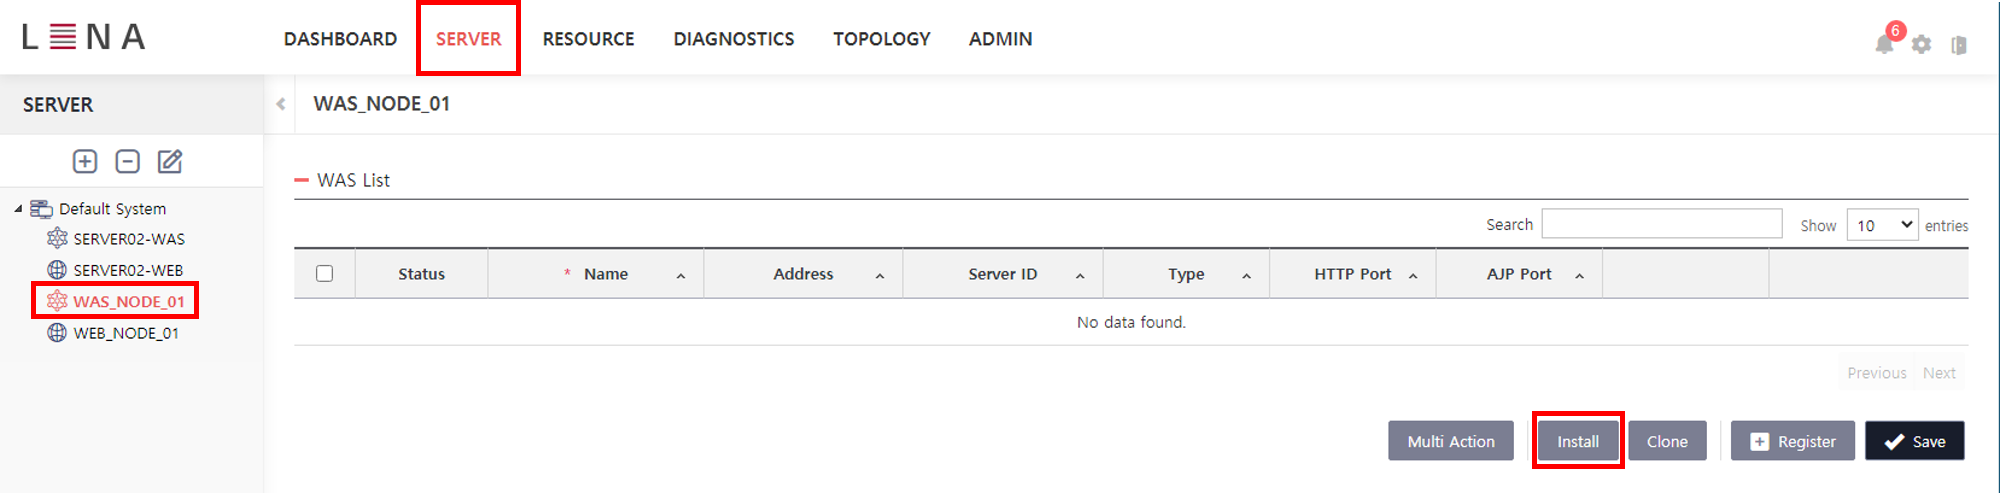 LENA DASHBOARD SERVER RESOURCE DIAGNOSTICS TOPOLOGY ADMIN 6
SERVER
WAS_NODE_01
Default System
SERVER02-WAS
SERVER02-WEB
WAS_NODE_01
WEB_NODE_01
WAS List
Search Show 10 entries
Status * Name Address Server ID Type HTTP Port AJP Port
No data found.
Previous Next
Multi Action Install Clone Register Save